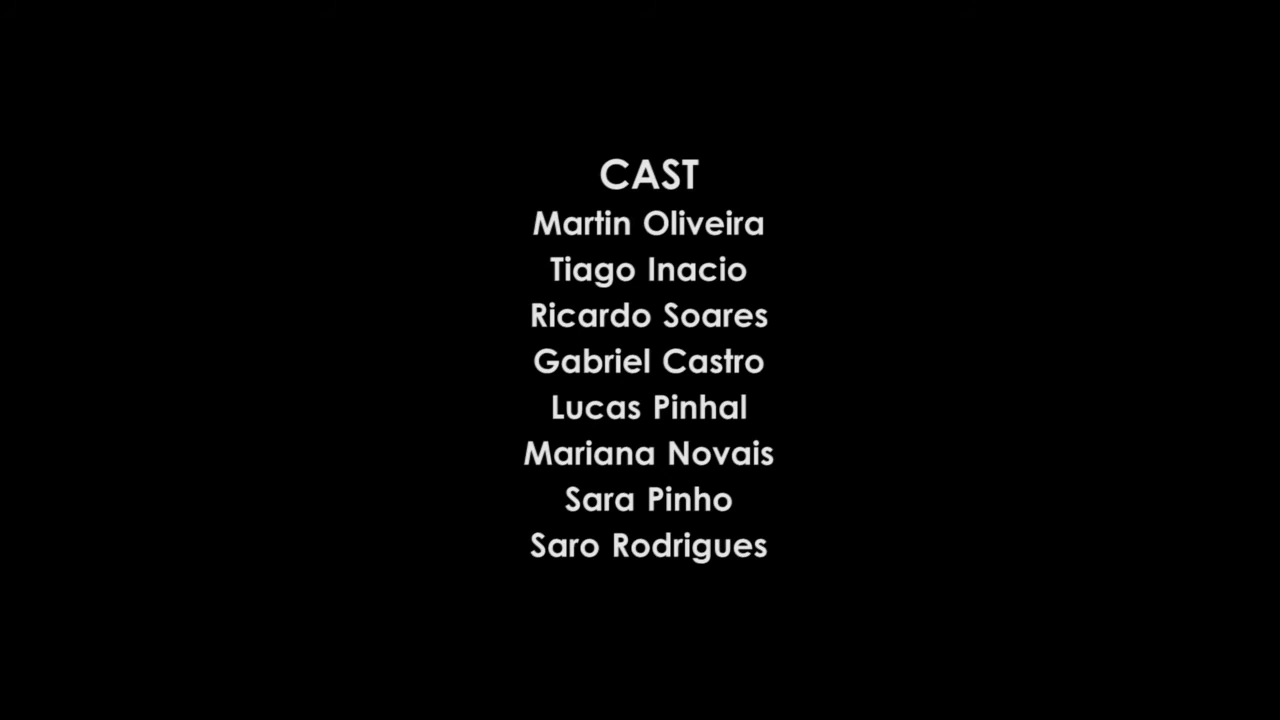 CAST
Martin Oliveira
Tiago Inacio
Ricardo Soares
Gabriel Castro
Lucas Pinhal
Mariana Novais
Sara Pinho
Saro Rodrigues